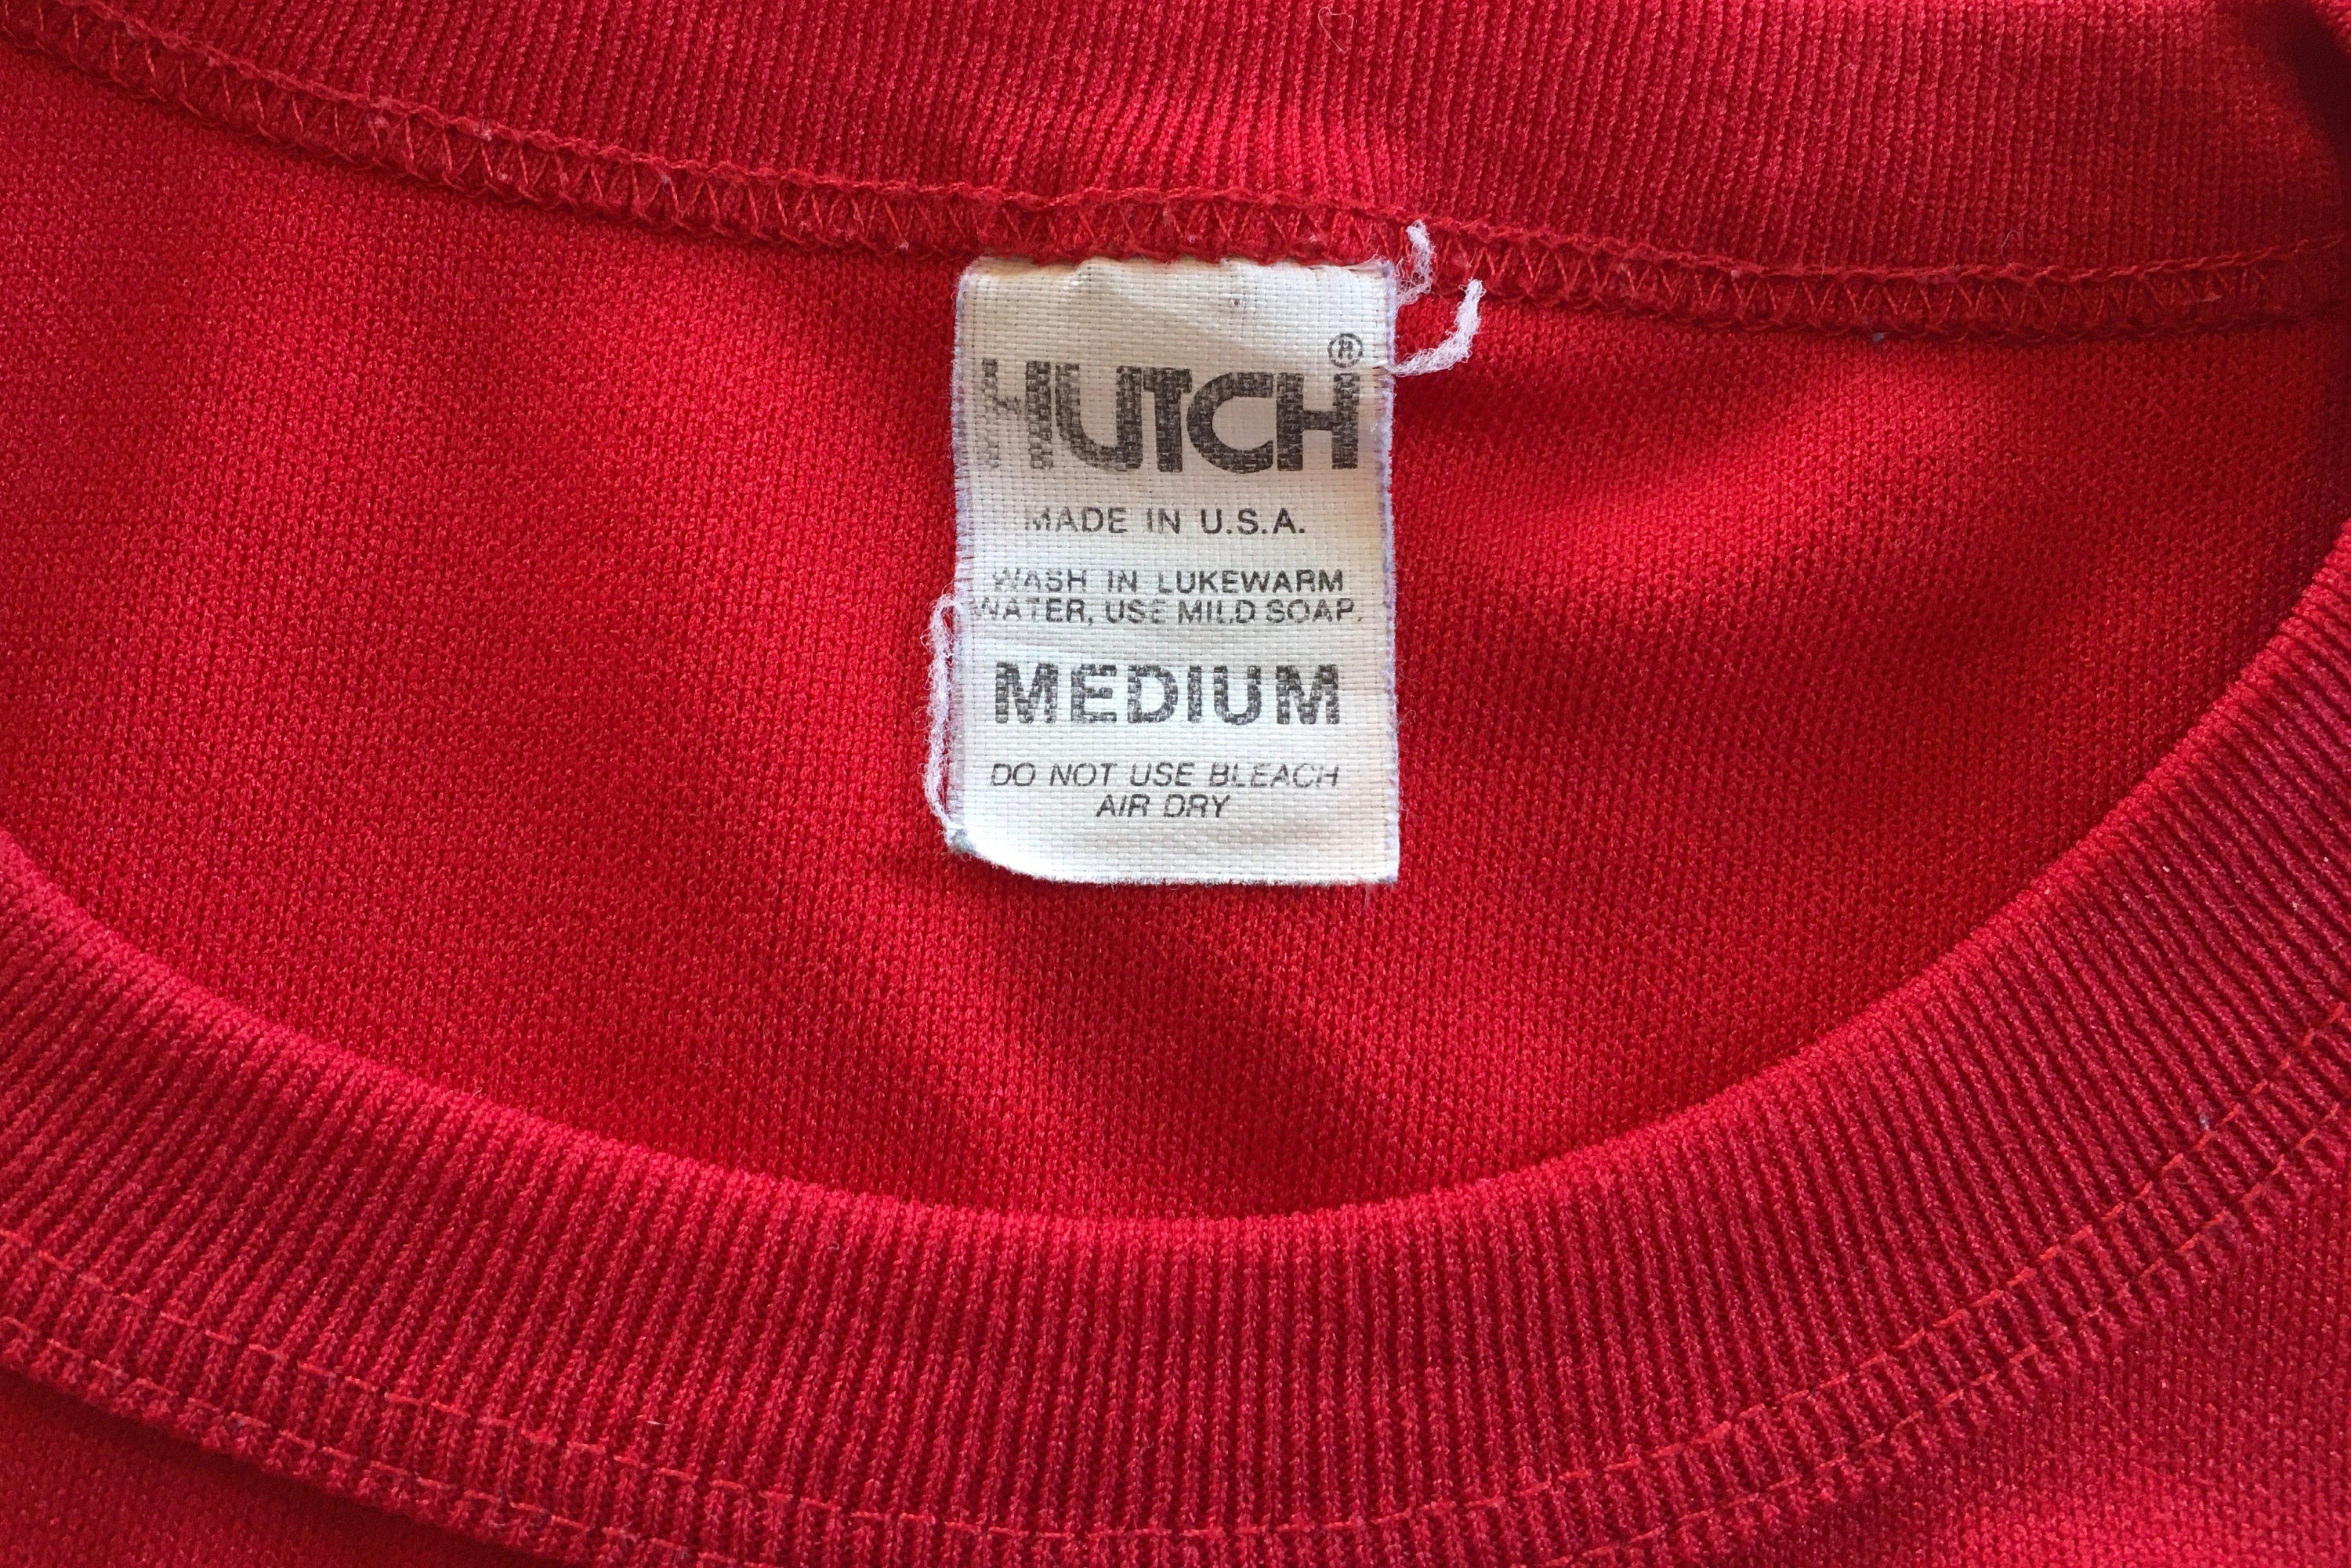 HUTCH®
MADE IN U.S.A.
WASH IN LUKEWARM
WATER, USE MILD SOAP.
MEDIUM
DO NOT USE BLEACH
AIR DRY